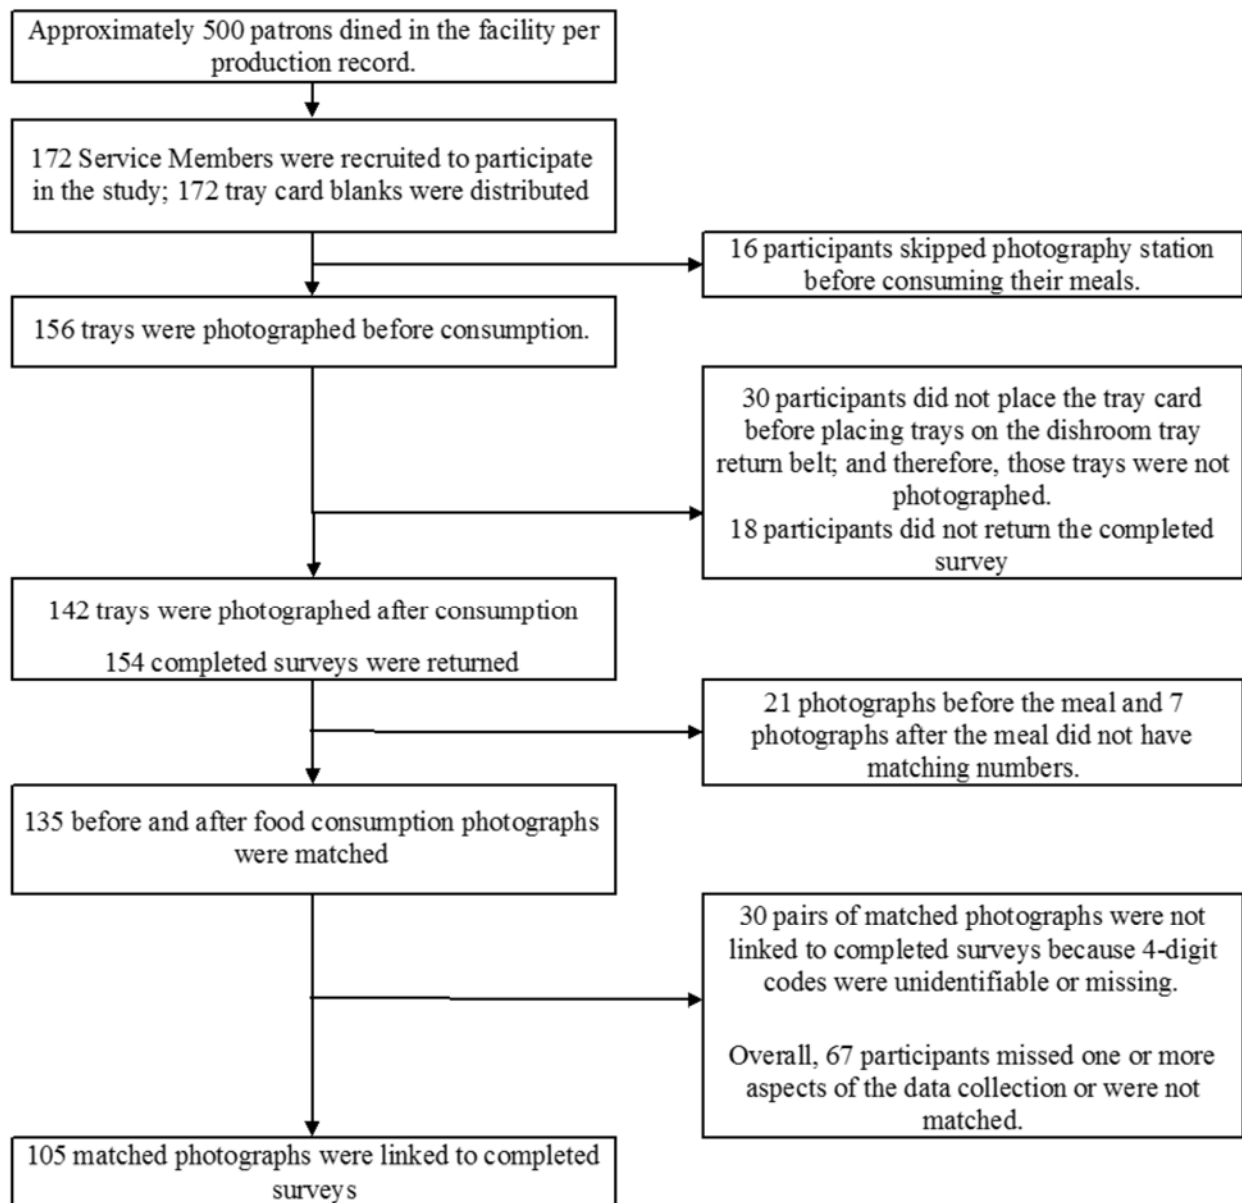 Approximately 500 patrons dined in the facility per
production record.
172 Service Members were recruited to participate
in the study; 172 tray card blanks were distributed
16 participants skipped photography station
before consuming their meals.
156 trays were photographed before consumption.
30 participants did not place the tray card
before placing trays on the dishroom tray
return belt; and therefore, those trays were not
photographed.
18 participants did not return the completed
survey
142 trays were photographed after consumption
154 completed surveys were returned
21 photographs before the meal and 7
photographs after the meal did not have
matching numbers.
135 before and after food consumption photographs
were matched
30 pairs of matched photographs were not
linked to completed surveys because 4-digit
codes were unidentifiable or missing.
Overall, 67 participants missed one or more
aspects of the data collection or were not
matched.
105 matched photographs were linked to completed
surveys